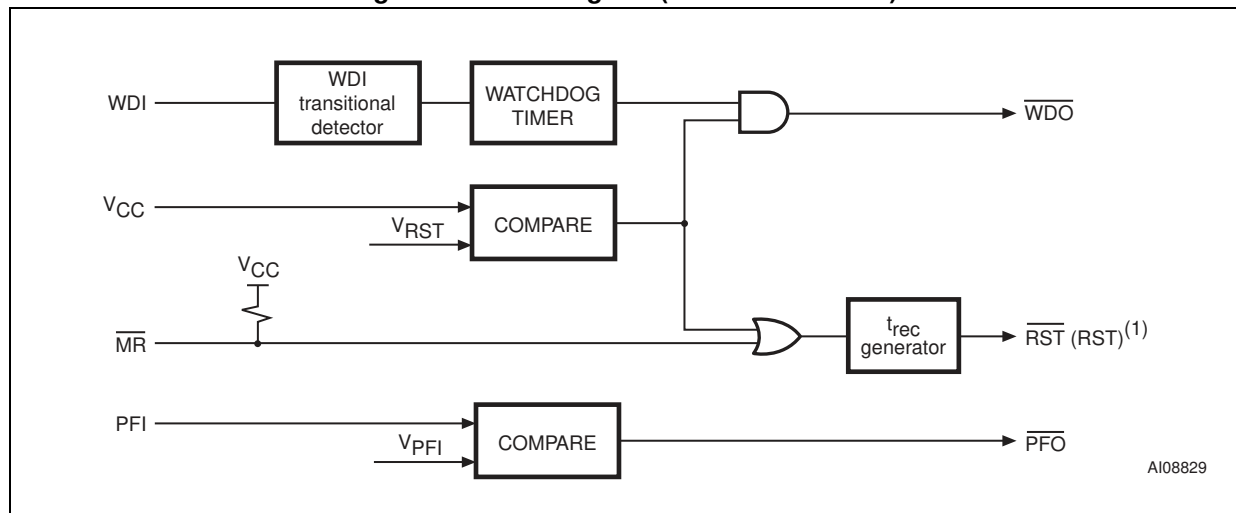 WDI
WDI
transitional
detector
WATCHDOG
TIMER
WDO
VCC
VRST
COMPARE
VCC
MR
trec
generator
RST (RST)(1)
PFI
VPFI
COMPARE
PFO
AI08829